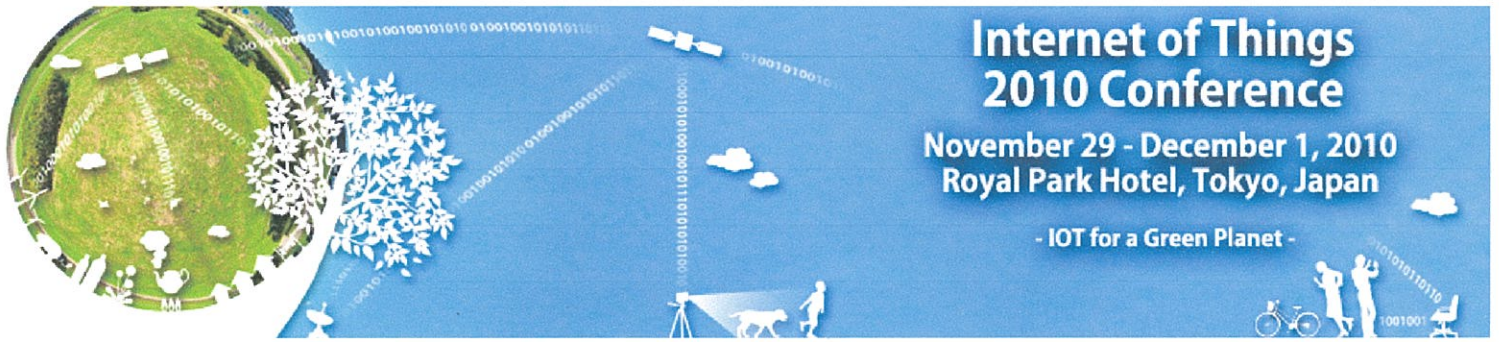 Internet of Things
2010 Conference
November 29 - December 1, 2010
Royal Park Hotel, Tokyo, Japan
- IOT for a Green Planet -
1001001